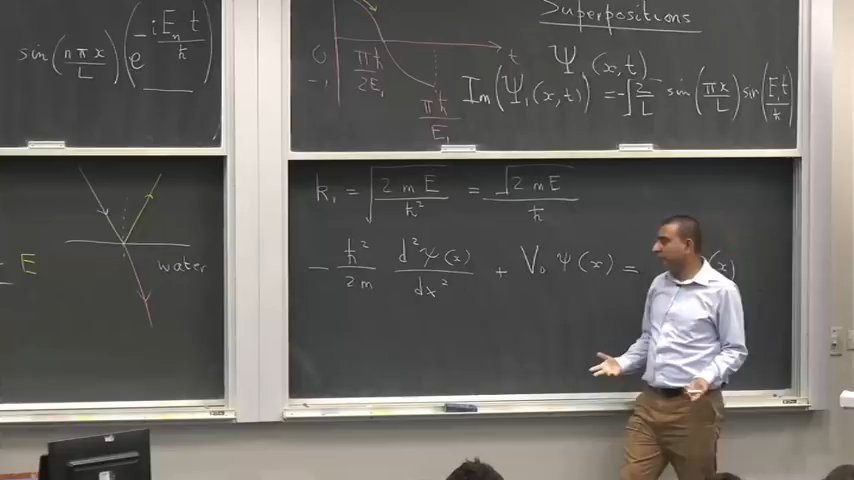 sin(nπx/L) e^(-iE_n t/ħ)
water
E
Superpositions
Ψ(x,t)
0
-1
πħ/2E₁
πħ/E₁
t
Im(Ψ₁(x,t)) = -√(2/L) sin(πx/L) sin(E₁t/ħ)
k₁ = √(2mE/ħ²) = √(2mE)/ħ
-ħ²/2m d²ψ(x)/dx² + V₀ψ(x) = (x)